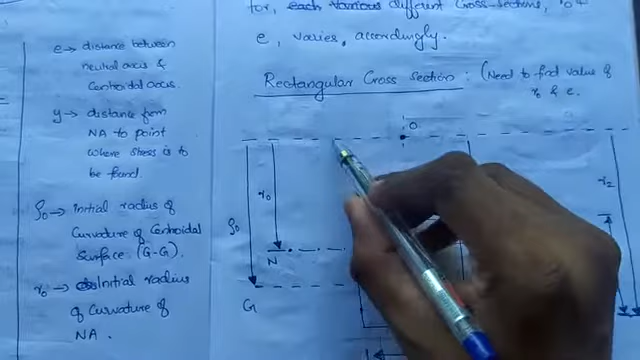 e → distance between
neutral axis &
Centroidal axis.
y → distance from
NA to point
where stress is to
be found.
ρ₀ → initial radius of
Curvature of Centroidal
Surface (G-G).
r₀ → Initial radius
of Curvature of
NA.
for, each various different Cross-sections, r₀ &
e, varies, accordingly.
Rectangular Cross Section : (Need to find value of
r₀ & e.
O
r₀
r₂
ρ₀
N
G